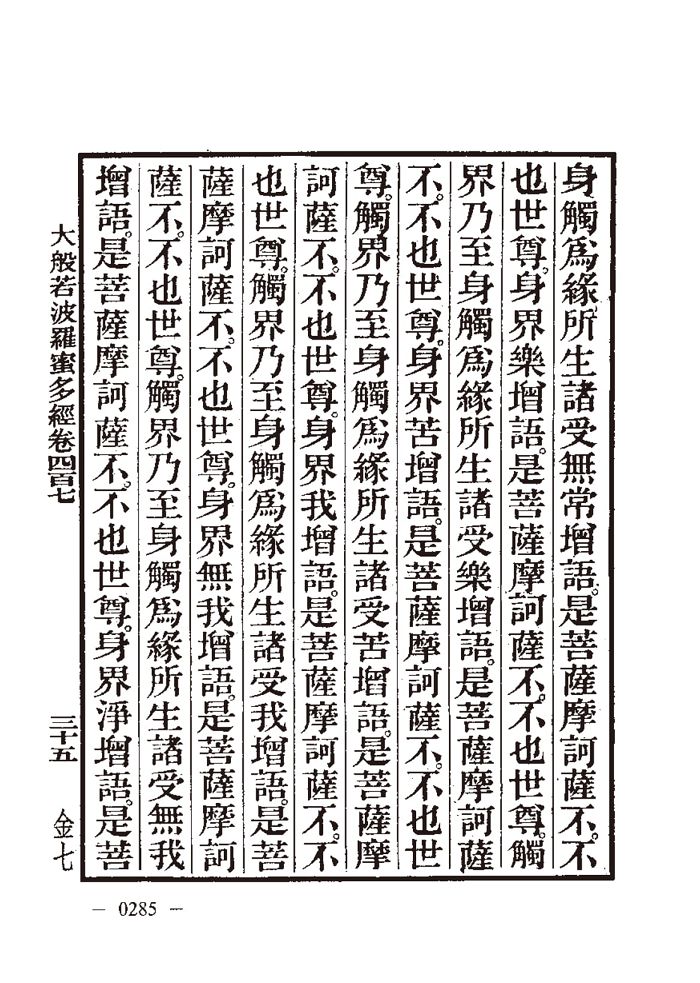 身觸爲緣。所生諸受無常增語。是菩薩摩訶薩不。不
也世尊。身界樂增語。是菩薩摩訶薩不。不也世尊。觸
界乃至身觸爲緣所生諸受樂增語。是菩薩摩訶薩
不。不也世尊。身界苦增語。是菩薩摩訶薩不。不也世
尊。觸界乃至身觸爲緣所生諸受苦增語。是菩薩摩
訶薩不。不也世尊。身界我增語。是菩薩摩訶薩不。不
也世尊。觸界乃至身觸爲緣所生諸受我增語。是菩
薩摩訶薩不。不也世尊。身界無我增語。是菩薩摩訶
薩不。不也世尊。觸界乃至身觸爲緣所生諸受無我
增語。是菩薩摩訶薩不。不也世尊。身界淨增語。是菩
大般若波羅蜜多經卷四百七 三十五 金七
— 0285 —